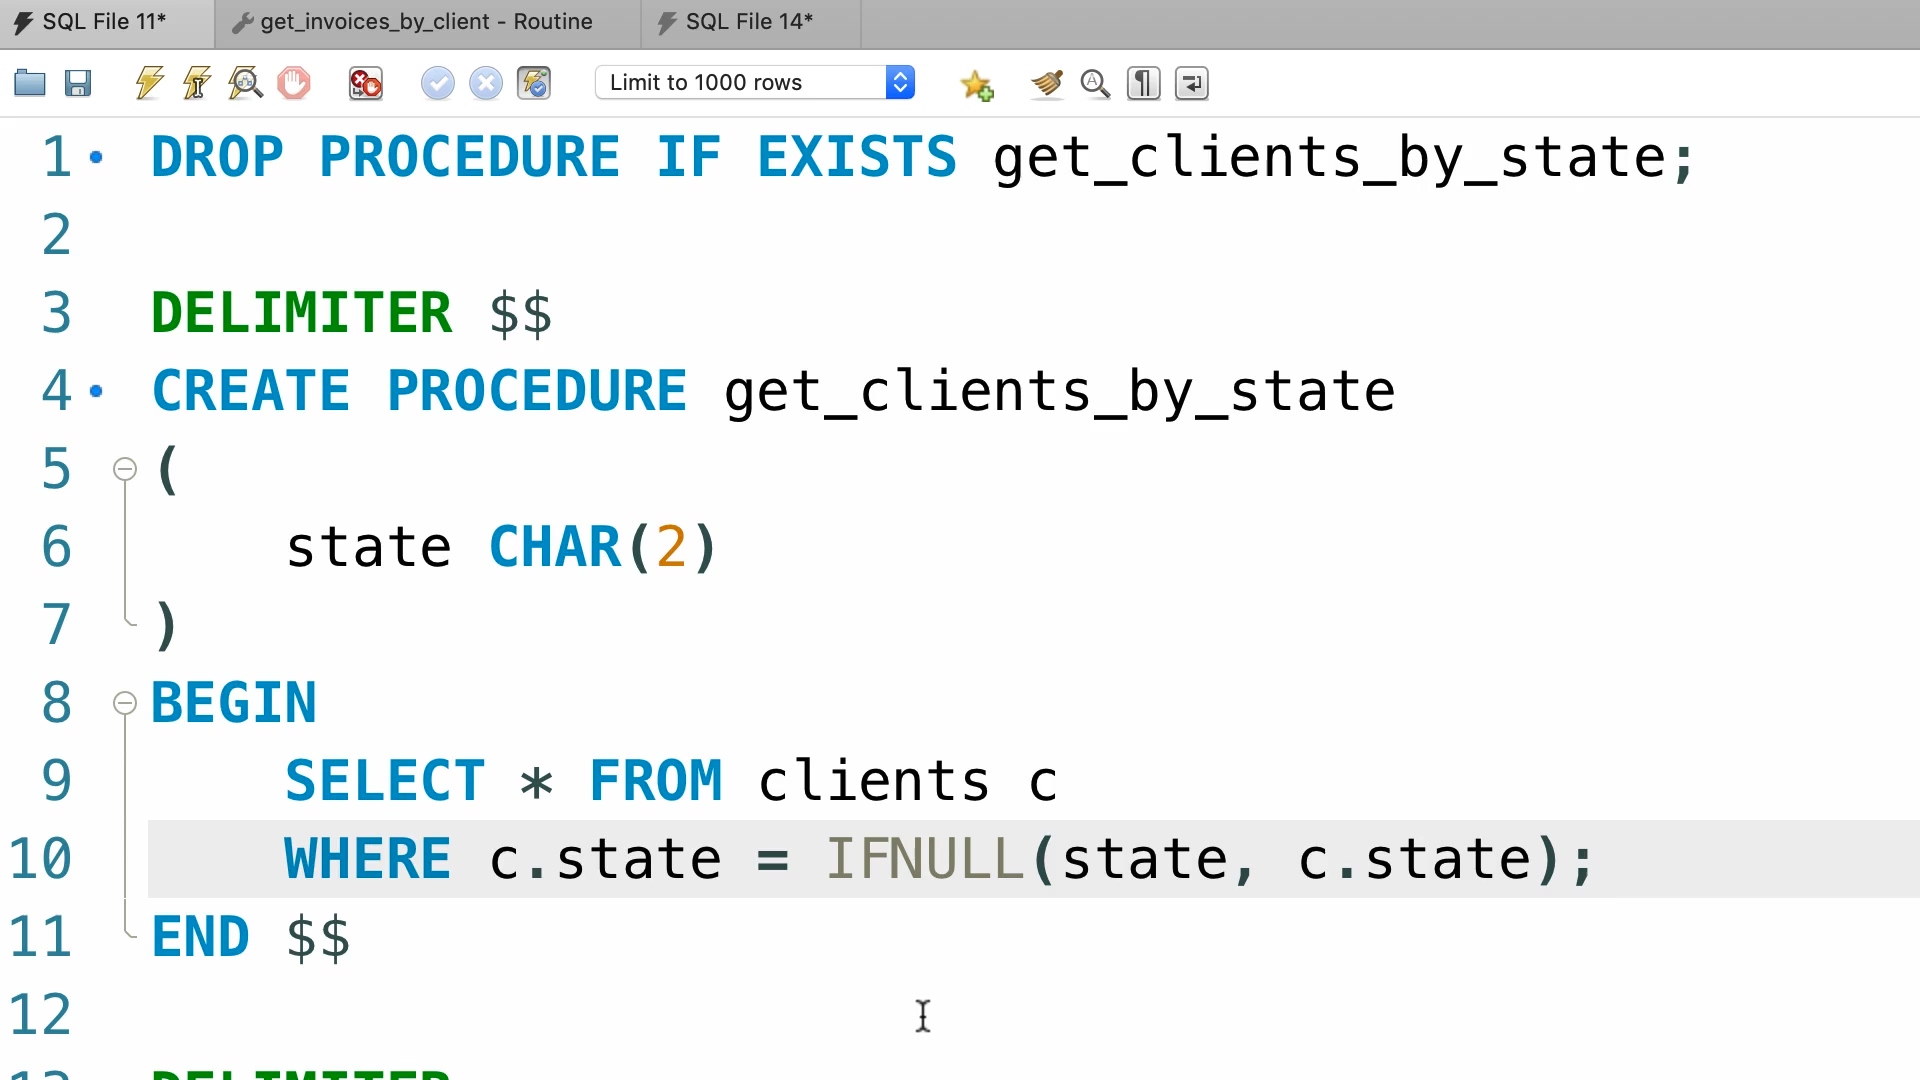 SQL File 11*
get_invoices_by_client - Routine
SQL File 14*
Limit to 1000 rows
1 DROP PROCEDURE IF EXISTS get_clients_by_state;
2
3 DELIMITER $$
4 CREATE PROCEDURE get_clients_by_state
5 (
6 state CHAR(2)
7 )
8 BEGIN
9 SELECT * FROM clients c
10 WHERE c.state = IFNULL(state, c.state);
11 END $$
12
13 DELIMITER